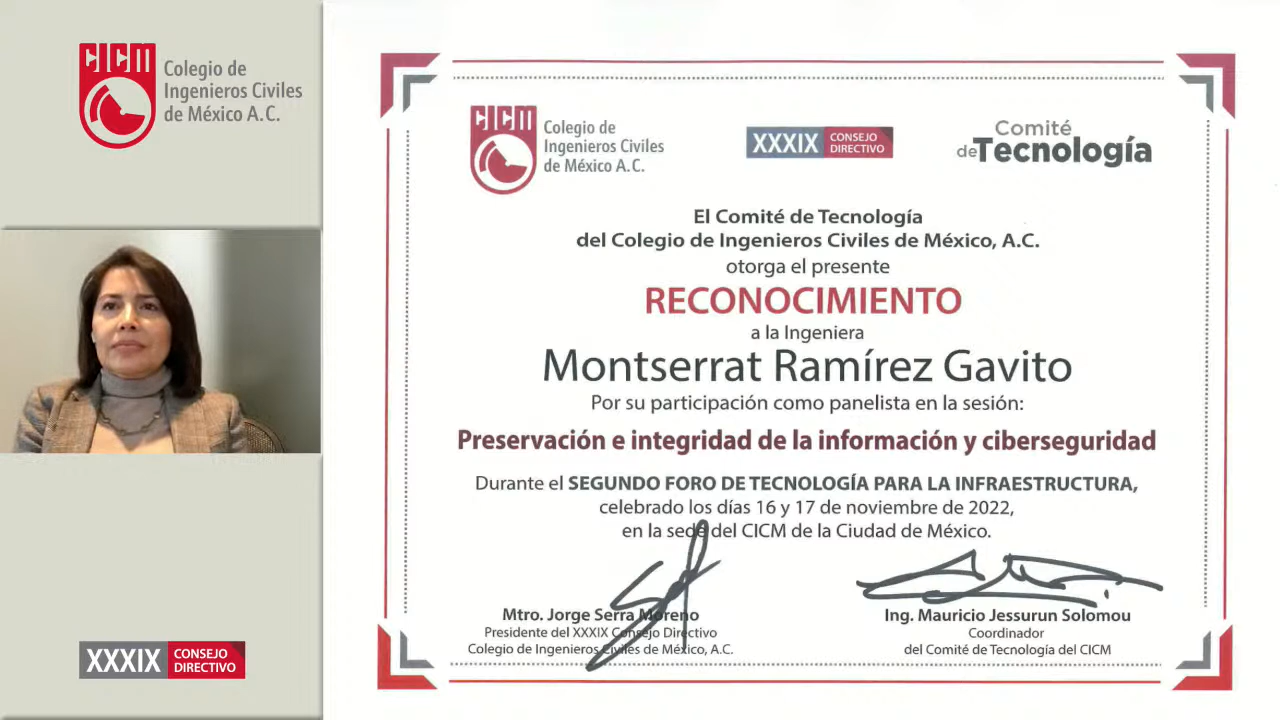 CICM
Colegio de
Ingenieros Civiles
de México A.C.
XXXIX
CONSEJO
DIRECTIVO
CICM
Colegio de
Ingenieros Civiles
de México A.C.
XXXIX
CONSEJO
DIRECTIVO
Comité
de Tecnología
El Comité de Tecnología
del Colegio de Ingenieros Civiles de México, A.C.
otorga el presente
RECONOCIMIENTO
a la Ingeniera
Montserrat Ramírez Gavito
Por su participación como panelista en la sesión:
Preservación e integridad de la información y ciberseguridad
Durante el SEGUNDO FORO DE TECNOLOGÍA PARA LA INFRAESTRUCTURA,
celebrado los días 16 y 17 de noviembre de 2022,
en la sede del CICM de la Ciudad de México.
Mtro. Jorge Serra Moreno
Presidente del XXXIX Consejo Directivo
Colegio de Ingenieros Civiles de México, A.C.
Ing. Mauricio Jessurun Solomou
Coordinador
del Comité de Tecnología del CICM